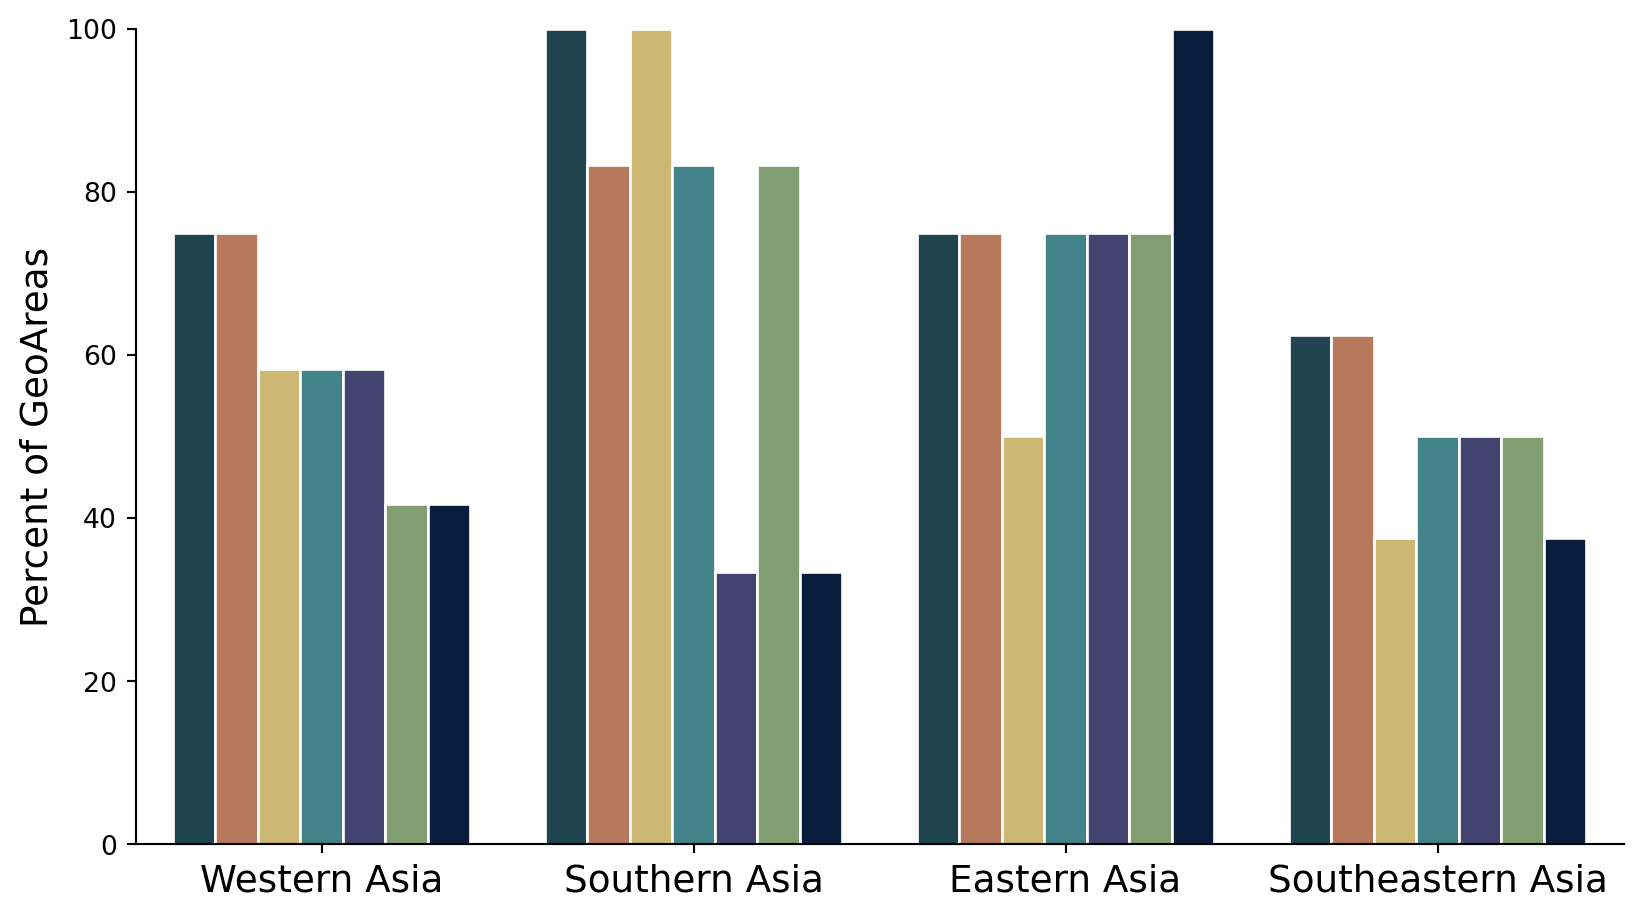 100
80
60
40
20
0
Percent of GeoAreas
Western Asia
Southern Asia
Eastern Asia
Southeastern Asia